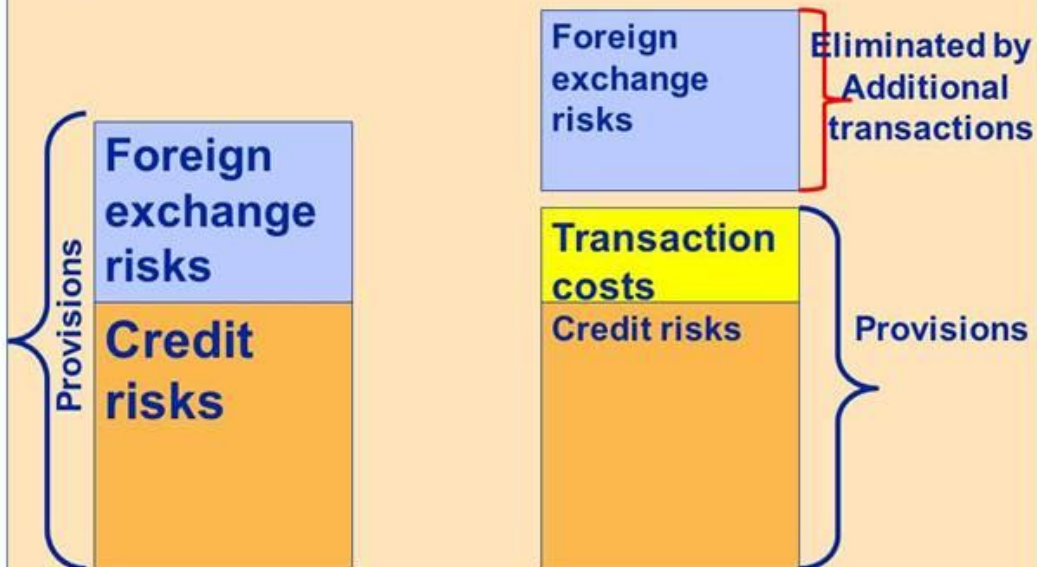 Provisions
Foreign
exchange
risks
Credit
risks
Foreign
exchange
risks
Eliminated by
Additional
transactions
Transaction
costs
Credit risks
Provisions